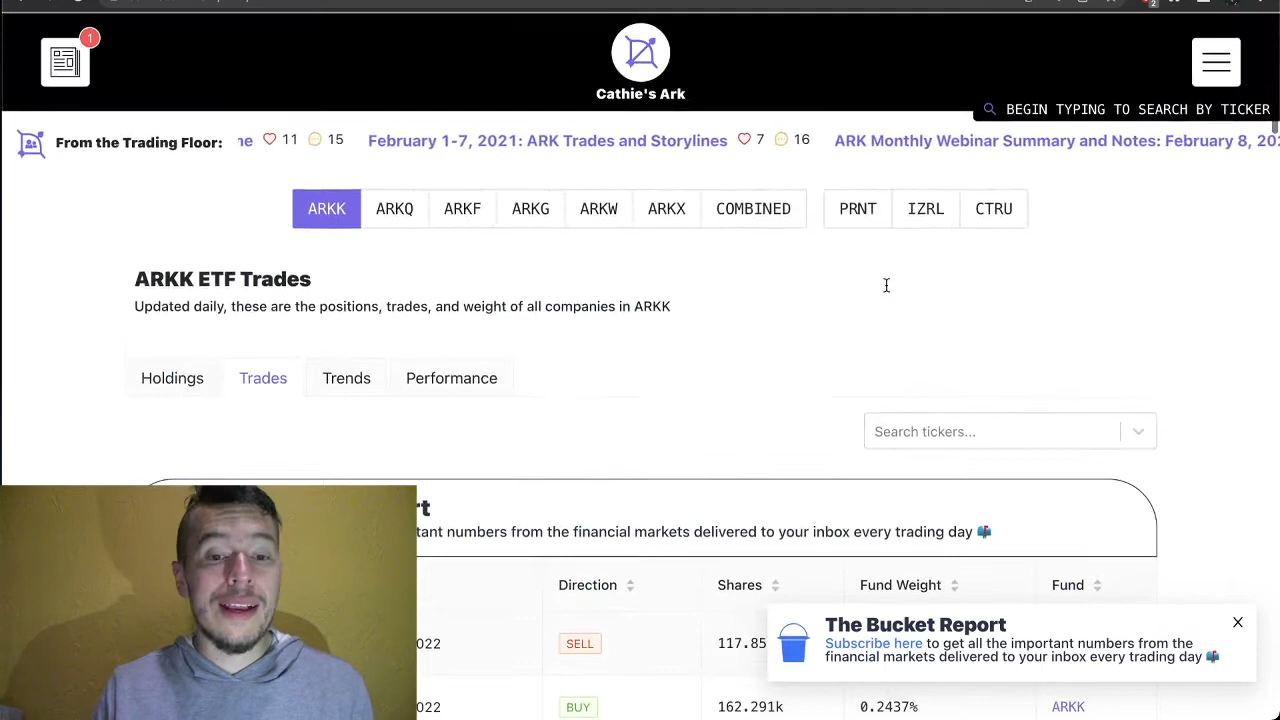 1
Cathie's Ark
BEGIN TYPING TO SEARCH BY TICKER
From the Trading Floor: ne 11 15 February 1-7, 2021: ARK Trades and Storylines 7 16 ARK Monthly Webinar Summary and Notes: February 8, 202
ARKK ARKQ ARKF ARKG ARKW ARKX COMBINED PRNT IZRL CTRU
ARKK ETF Trades
Updated daily, these are the positions, trades, and weight of all companies in ARKK
Holdings Trades Trends Performance
Search tickers...
rt
tant numbers from the financial markets delivered to your inbox every trading day
Direction Shares Fund Weight Fund
022 SELL 117.85
The Bucket Report
Subscribe here to get all the important numbers from the
financial markets delivered to your inbox every trading day
022 BUY 162.291k 0.2437% ARKK